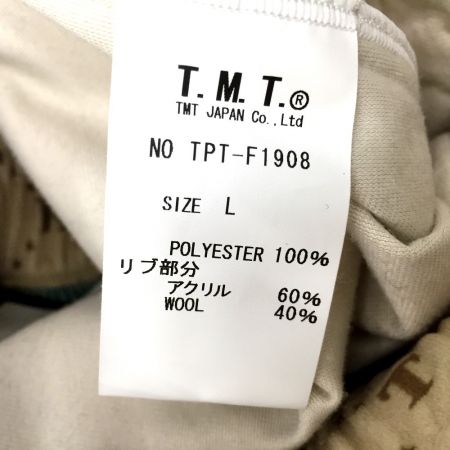 T.M.T.®
TMT JAPAN Co.,Ltd
NO TPT-F1908
SIZE L
POLYESTER 100%
リブ部分
アクリル 60%
WOOL 40%
T